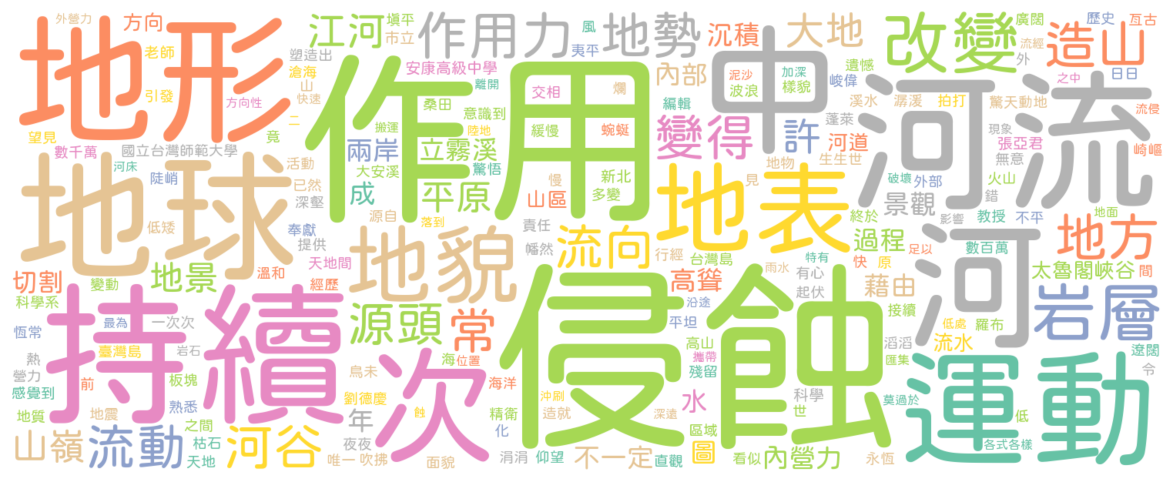 外營力
方向
江河
填平
市立
作用力
風
地勢
沉積
大地
廣闊
歷史
亙古
地形
老師
塑造出
滄海
山
安康高級中學
夷平
離開
中
改變
造山
流經
外
之中
日日
引發
方向性
快速
桑田
意識到
交相
爛
內部
泥沙
波浪
加深
樣貌
遺憾
峻偉
作用
望見
竟
二
搬運
陸地
緩慢
蜿蜒
編輯
變得
許
蓬萊
溪水
潺湲
拍打
驚天動地
河流
流侵
現象
數千萬
國立台灣師範大學
兩岸
立霧溪
河道
張亞君
無意
崎嶇
河床
陡峭
活動
大安溪
驚悟
慢
新北
地物
生生世
火山
地球
已然
深壑
成
平原
山區
多變
地表
見
破壞
外部
錯
低矮
奉獻
源自
落到
責任
景觀
影響
教授
不平
地面
提供
天地間
地貌
幡然
流向
行經
台灣島
特有
終於
過程
足以
數百萬
地方
切割
變動
地景
溫和
經歷
高聳
雨水
有心
起伏
快
原
藉由
太魯閣峽谷
間
科學系
持續
源頭
常
侵蝕
沿途
平坦
河
接續
低處
羅布
岩層
恆常
最為
一次次
高山
攜帶
殘留
滔滔
匯集
流水
遼闊
令
熱
營力
臺灣島
岩石
前
海
位置
次
海洋
運動
感覺到
板塊
鳥未
劉德慶
蝕
精衛
沖刷
造就
深遠
水
科學
世
莫過於
低
地質
地震
熟悉
年
化
區域
山嶺
流動
之間
枯石
天地
河谷
夜夜
唯一
吹拂
面貌
涓涓
仰望
不一定
直觀
圖
看似
內營力
永恆
各式各樣